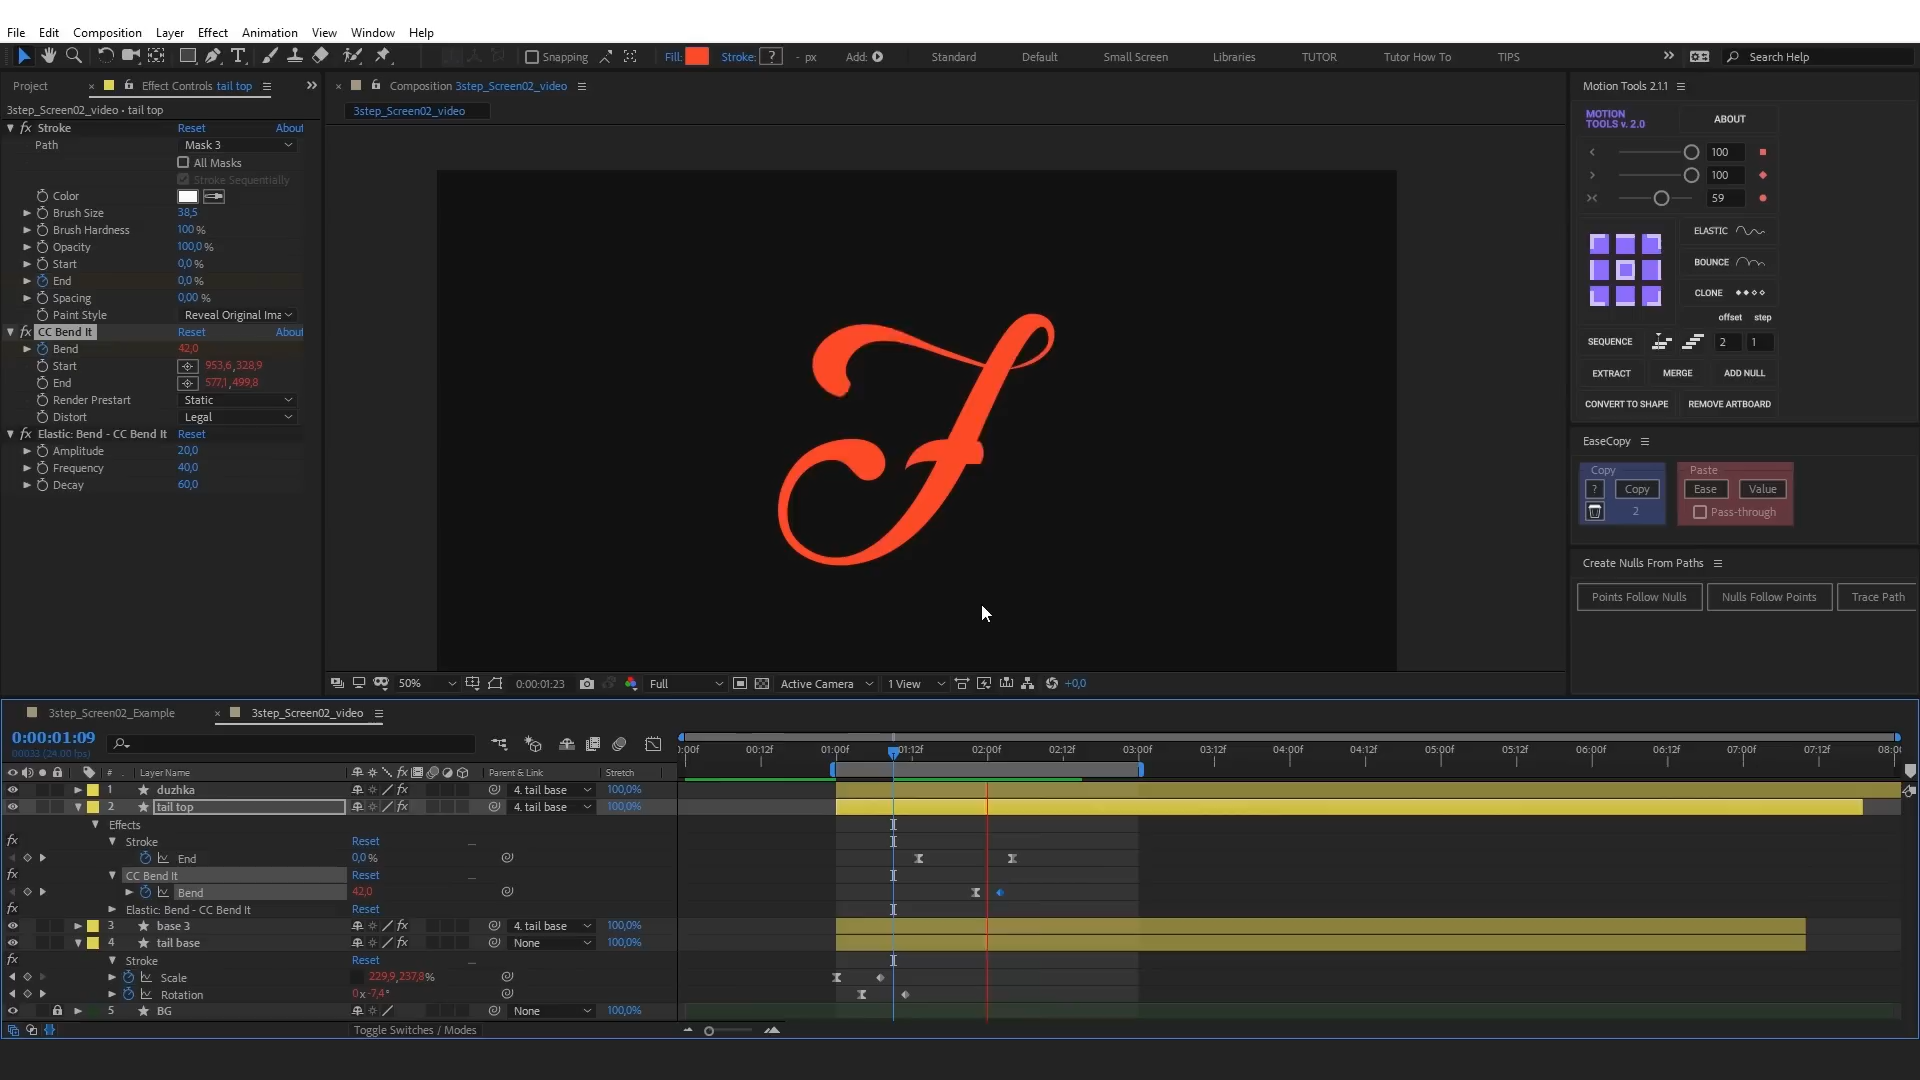 File Edit Composition Layer Effect Animation View Window Help
Snapping Fill: Stroke: ? - px Add: Standard Default Small Screen Libraries TUTOR Tutor How To TIPS Search Help
Project × Effect Controls tail top
3step_Screen02_video • tail top
fx Stroke Reset About
Path Mask 3
All Masks
Stroke Sequentially
Color
Brush Size 38,5
Brush Hardness 100 %
Opacity 100,0 %
Start 0,0 %
End 0,0 %
Spacing 0,00 %
Paint Style Reveal Original Ima
fx CC Bend It Reset About
Bend 42,0
Start 953,6,328,9
End 577,1,499,8
Render Prestart Static
Distort Legal
fx Elastic: Bend - CC Bend It Reset
Amplitude 20,0
Frequency 40,0
Decay 60,0
× Composition 3step_Screen02_video
3step_Screen02_video
50% 0:00:01:23 Full Active Camera 1 View +0,0
Motion Tools 2.1.1
MOTION
TOOLS v. 2.0
ABOUT
100
100
59
ELASTIC
BOUNCE
CLONE
offset step
SEQUENCE 2 1
EXTRACT MERGE ADD NULL
CONVERT TO SHAPE REMOVE ARTBOARD
EaseCopy
Copy Paste
? Copy Ease Value
2 Pass-through
Create Nulls From Paths
Points Follow Nulls Nulls Follow Points Trace Path
3step_Screen02_Example × 3step_Screen02_video
0:00:01:09
00033 (24.00 fps)
0:00f 00:12f 01:00f 01:12f 02:00f 02:12f 03:00f 03:12f 04:00f 04:12f 05:00f 05:12f 06:00f 06:12f 07:00f 07:12f 08:00
# Layer Name fx Parent & Link Stretch
1 duzhka fx 4. tail base 100,0%
2 tail top fx 4. tail base 100,0%
Effects
fx Stroke Reset
End 0,0 %
fx CC Bend It Reset
Bend 42,0
fx Elastic: Bend - CC Bend It Reset
3 base 3 fx 4. tail base 100,0%
4 tail base fx None 100,0%
fx Stroke Reset
Scale 229,9,237,8%
Rotation 0x-7,4°
5 BG None 100,0%
Toggle Switches / Modes